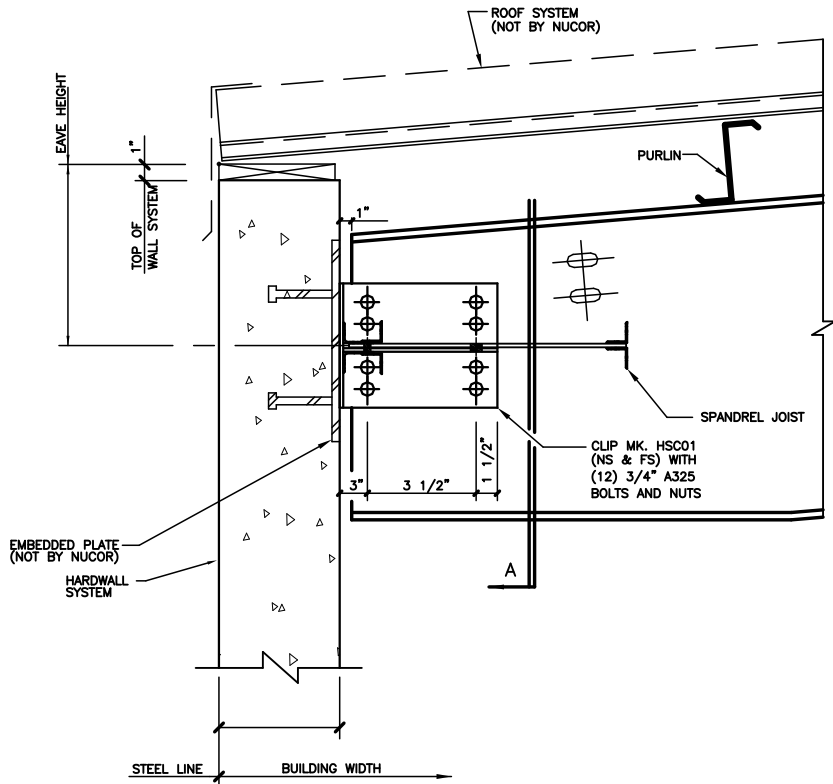 ROOF SYSTEM
(NOT BY NUCOR)
EAVE HEIGHT
1"
TOP OF
WALL SYSTEM
PURLIN
1"
SPANDREL JOIST
CLIP MK. HSC01
(NS & FS) WITH
(12) 3/4" A325
BOLTS AND NUTS
3"
3 1/2"
1 1/2"
EMBEDDED PLATE
(NOT BY NUCOR)
HARDWALL
SYSTEM
A
STEEL LINE
BUILDING WIDTH